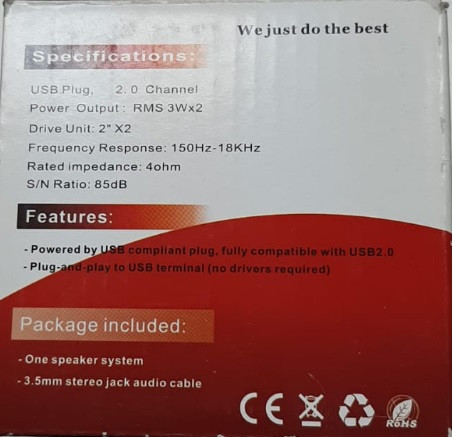 We just do the best
Specifications:
USB Plug, 2.0 Channel
Power Output: RMS 3Wx2
Drive Unit: 2" X2
Frequency Response: 150Hz-18KHz
Rated impedance: 4ohm
S/N Ratio: 85dB
Features:
- Powered by USB compliant plug, fully compatible with USB2.0
- Plug-and-play to USB terminal (no drivers required)
Package included:
- One speaker system
- 3.5mm stereo jack audio cable
CE
RoHS